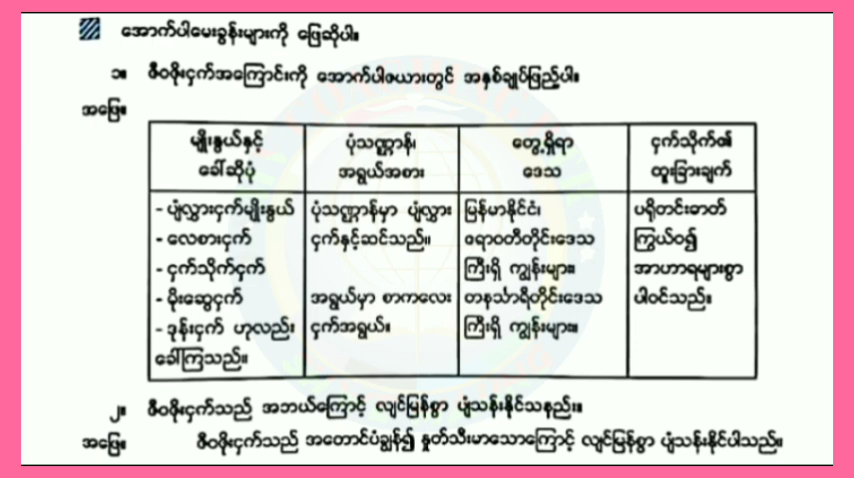 အောက်ပါမေးခွန်းများကို ဖြေဆိုပါ။
၁။ ဇီဝဇိုးငှက်အကြောင်းကို အောက်ပါဇယားတွင် အနှစ်ချုပ်ဖြည့်ပါ။
အဖြေ။
မျိုးနွယ်နှင့်
ခေါ်ဆိုပုံ
ပုံသဏ္ဌာန်၊
အရွယ်အစား
တွေ့ရှိရာ
ဒေသ
ငှက်သိုက်၏
ထူးခြားချက်
- ပျံလွှားငှက်မျိုးနွယ်
- လေစားငှက်
- ငှက်သိုက်ငှက်
- မိုးဆွေငှက်
- ဒုန်းငှက် ဟုလည်း
ခေါ်ကြသည်။
ပုံသဏ္ဌာန်မှာ ပျံလွှား
ငှက်နှင့်ဆင်သည်။
အရွယ်မှာ စာကလေး
ငှက်အရွယ်။
မြန်မာနိုင်ငံ၊
ဧရာဝတီတိုင်းဒေသ
ကြီးရှိ ကျွန်းများ၊
တနင်္သာရီတိုင်းဒေသ
ကြီးရှိ ကျွန်းများ။
ပရိုတင်းဓာတ်
ကြွယ်ဝ၍
အာဟာရများစွာ
ပါဝင်သည်။
၂။ ဇီဝဇိုးငှက်သည် အဘယ်ကြောင့် လျင်မြန်စွာ ပျံသန်းနိုင်သနည်း။
အဖြေ။ ဇီဝဇိုးငှက်သည် အတောင်ပံချွန်၍ နှုတ်သီးမာသောကြောင့် လျင်မြန်စွာ ပျံသန်းနိုင်ပါသည်။